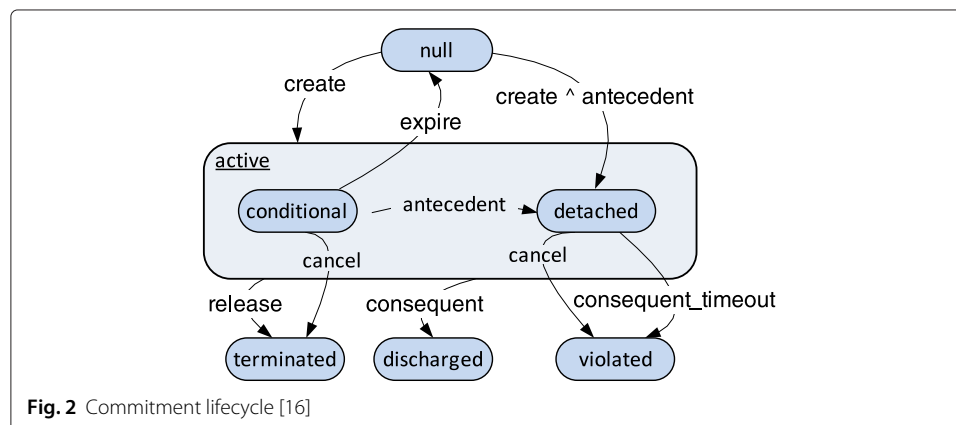 null
create
create ^ antecedent
expire
active
conditional
antecedent
detached
cancel
cancel
release
consequent
consequent_timeout
terminated
discharged
violated
Fig. 2 Commitment lifecycle [16]